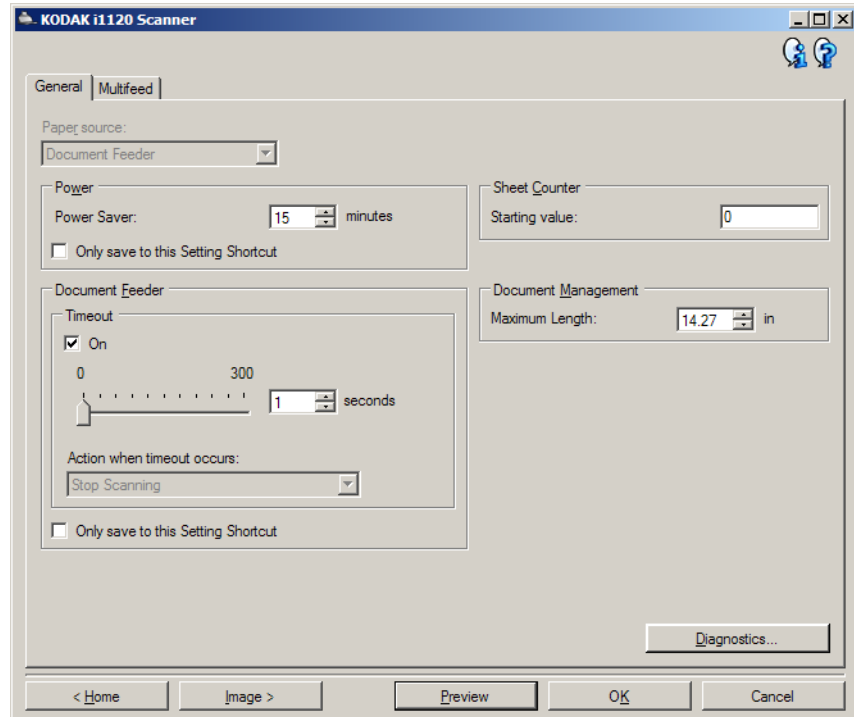 KODAK i1120 Scanner
General
Multifeed
Paper source:
Document Feeder
Power
Power Saver:
15
minutes
Only save to this Setting Shortcut
Sheet Counter
Starting value:
0
Document Feeder
Timeout
On
0
300
1
seconds
Action when timeout occurs:
Stop Scanning
Only save to this Setting Shortcut
Document Management
Maximum Length:
14.27
in
Diagnostics...
< Home
Image >
Preview
OK
Cancel